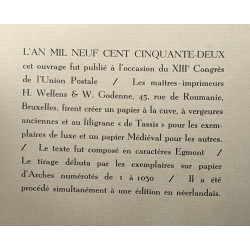 L'AN MIL NEUF CENT CINQUANTE-DEUX
cet ouvrage fut publié à l'occasion du XIIIe Congrès
de l'Union Postale / Les maîtres-imprimeurs
H. Wellens & W. Godenne, 45, rue de Roumanie,
Bruxelles, firent créer un papier à la cuve, à vergeures
anciennes et au filigrane « de Tassis » pour les exem-
plaires de luxe et un papier Médiéval pour les autres.
/ Le texte fut composé en caractères Egmont /
Le tirage débuta par les exemplaires sur papier
d'Arches numérotés de 1 à 1030 / Il a été
procédé simultanément à une édition en néerlandais.